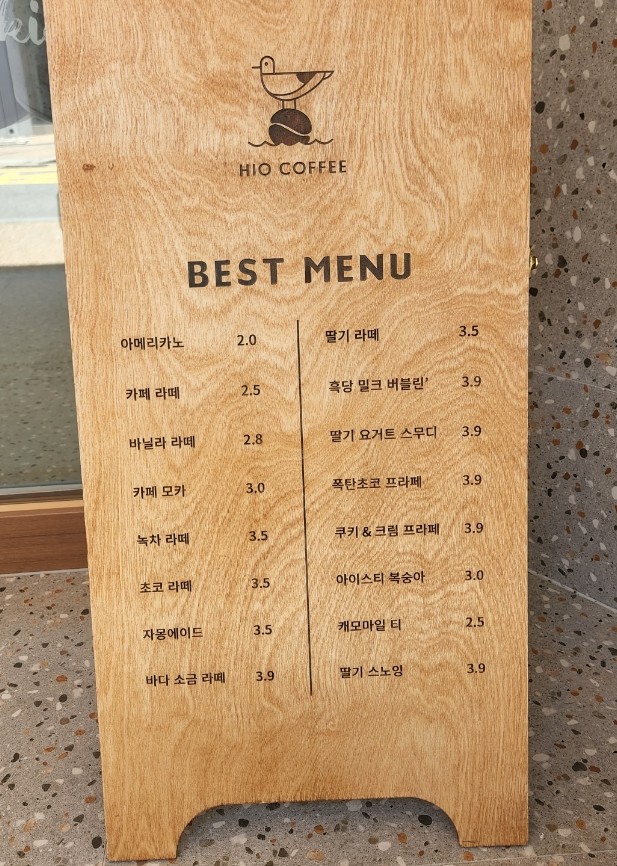 ki
HIO COFFEE
BEST MENU
아메리카노 2.0
카페 라떼 2.5
바닐라 라떼 2.8
카페 모카 3.0
녹차 라떼 3.5
초코 라떼 3.5
자몽에이드 3.5
바다 소금 라떼 3.9
딸기 라떼 3.5
흑당 밀크 버블린’ 3.9
딸기 요거트 스무디 3.9
폭탄초코 프라페 3.9
쿠키 & 크림 프라페 3.9
아이스티 복숭아 3.0
캐모마일 티 2.5
딸기 스노잉 3.9